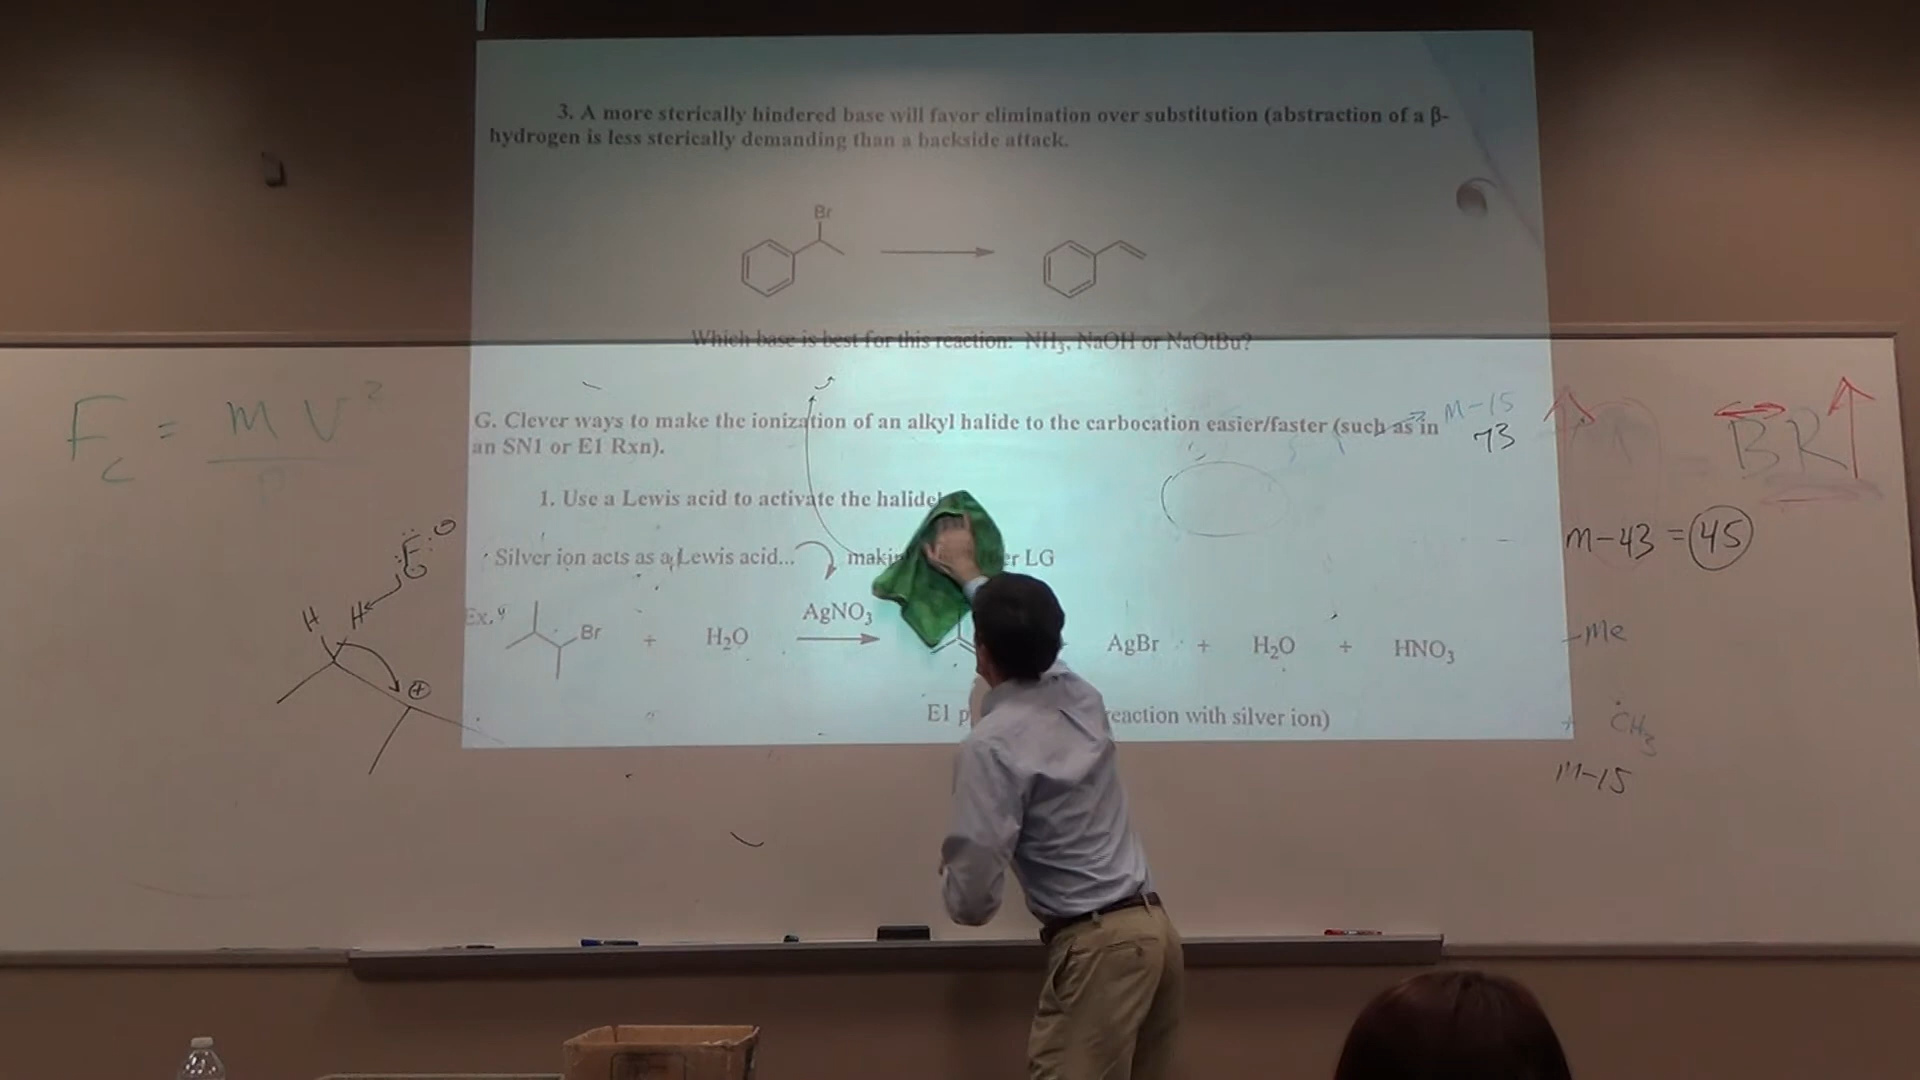 3. A more sterically hindered base will favor elimination over substitution (abstraction of a β-
hydrogen is less sterically demanding than a backside attack.
Br
Which base is best for this reaction: NH3, NaOH or NaOtBu?
G. Clever ways to make the ionization of an alkyl halide to the carbocation easier/faster (such as in
an SN1 or E1 Rxn).
1. Use a Lewis acid to activate the halide
Silver ion acts as a Lewis acid...
LG
Ex.
Br
+
H2O
AgNO3
AgBr
+
H2O
+
HNO3
E1
with silver ion)
Fc = mv²
H
H
+
M-15
73
BR
m-43 = 45
-Me
+
CH3
m-15